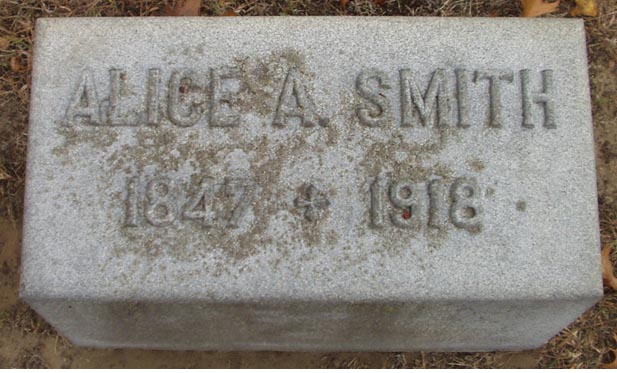 ALICE A. SMITH
1847 + 1918